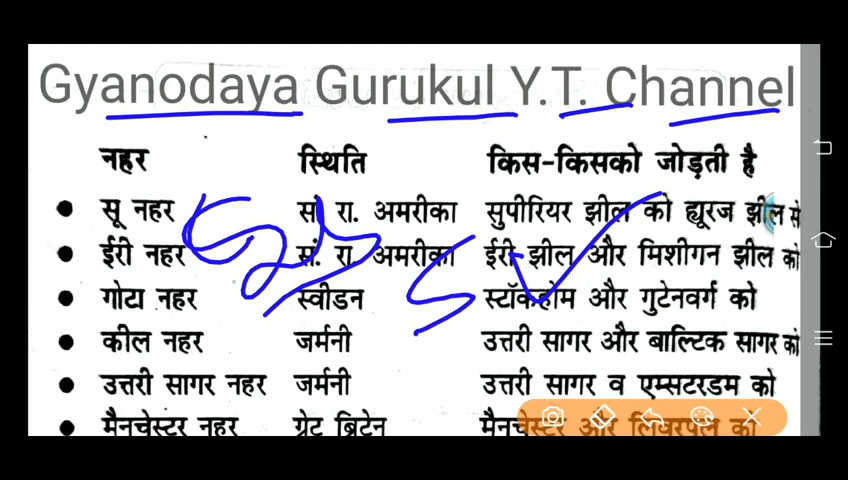 Gyanodaya Gurukul Y.T. Channel
नहर स्थिति किस-किसको जोड़ती है
सू नहर सं. रा. अमरीका सुपीरियर झील को ह्यूरज झील से
ईरी नहर सं. रा. अमरीका ईरी झील और मिशीगन झील को
गोटा नहर स्वीडन स्टॉकहोम और गुटेनवर्ग को
कील नहर जर्मनी उत्तरी सागर और बाल्टिक सागर को
उत्तरी सागर नहर जर्मनी उत्तरी सागर व एम्सटरडम को
मैनचेस्टर नहर ग्रेट ब्रिटेन मैनचेस्टर और लिवरपूल को